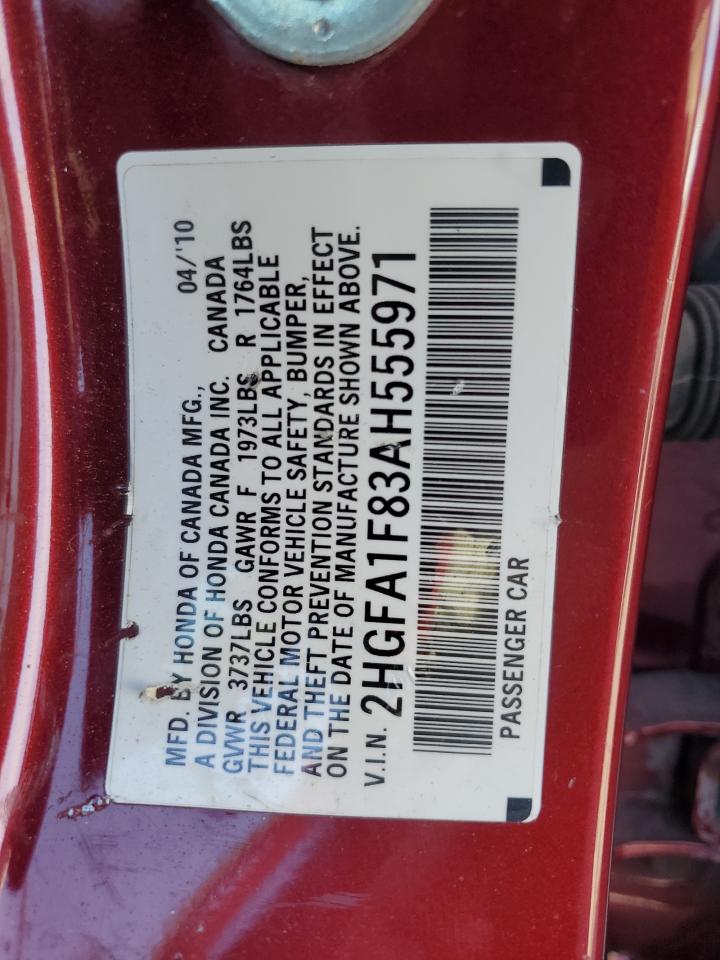 MFD. BY HONDA OF CANADA MFG., 04/'10
A DIVISION OF HONDA CANADA INC. CANADA
GVWR 3737LBS GAWR F 1973LBS R 1764LBS
THIS VEHICLE CONFORMS TO ALL APPLICABLE
FEDERAL MOTOR VEHICLE SAFETY, BUMPER,
AND THEFT PREVENTION STANDARDS IN EFFECT
ON THE DATE OF MANUFACTURE SHOWN ABOVE.
V.I.N. 2HGFA1F83AH555971
PASSENGER CAR